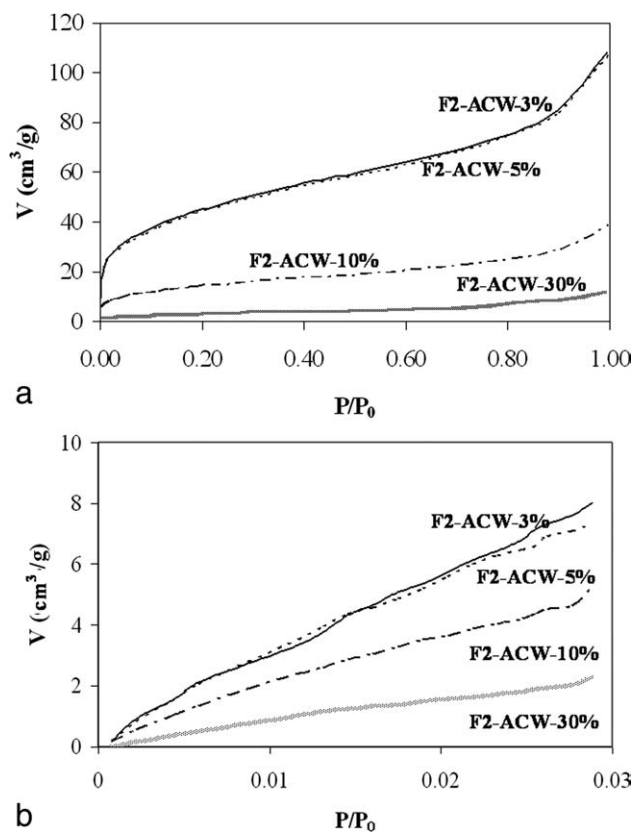 120
100
80
60
40
20
0
V (cm³/g)
F2-ACW-3%
F2-ACW-5%
F2-ACW-10%
F2-ACW-30%
0.00 0.20 0.40 0.60 0.80 1.00
P/P₀
a
10
8
6
4
2
0
V (cm³/g)
F2-ACW-3%
F2-ACW-5%
F2-ACW-10%
F2-ACW-30%
0 0.01 0.02 0.03
P/P₀
b